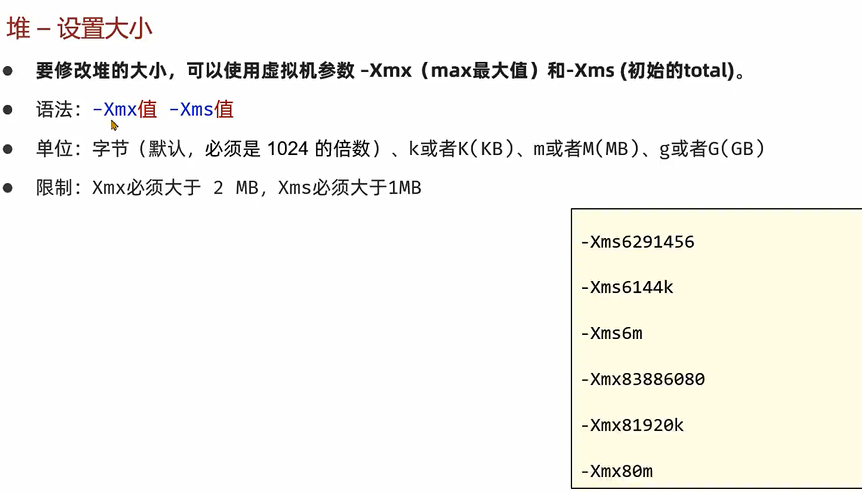 堆 – 设置大小
● 要修改堆的大小，可以使用虚拟机参数 –Xmx（max最大值）和-Xms (初始的total)。
● 语法：-Xmx值 -Xms值
● 单位：字节（默认，必须是 1024 的倍数）、k或者K(KB)、m或者M(MB)、g或者G(GB)
● 限制：Xmx必须大于 2 MB，Xms必须大于1MB
-Xms6291456
-Xms6144k
-Xms6m
-Xmx83886080
-Xmx81920k
-Xmx80m